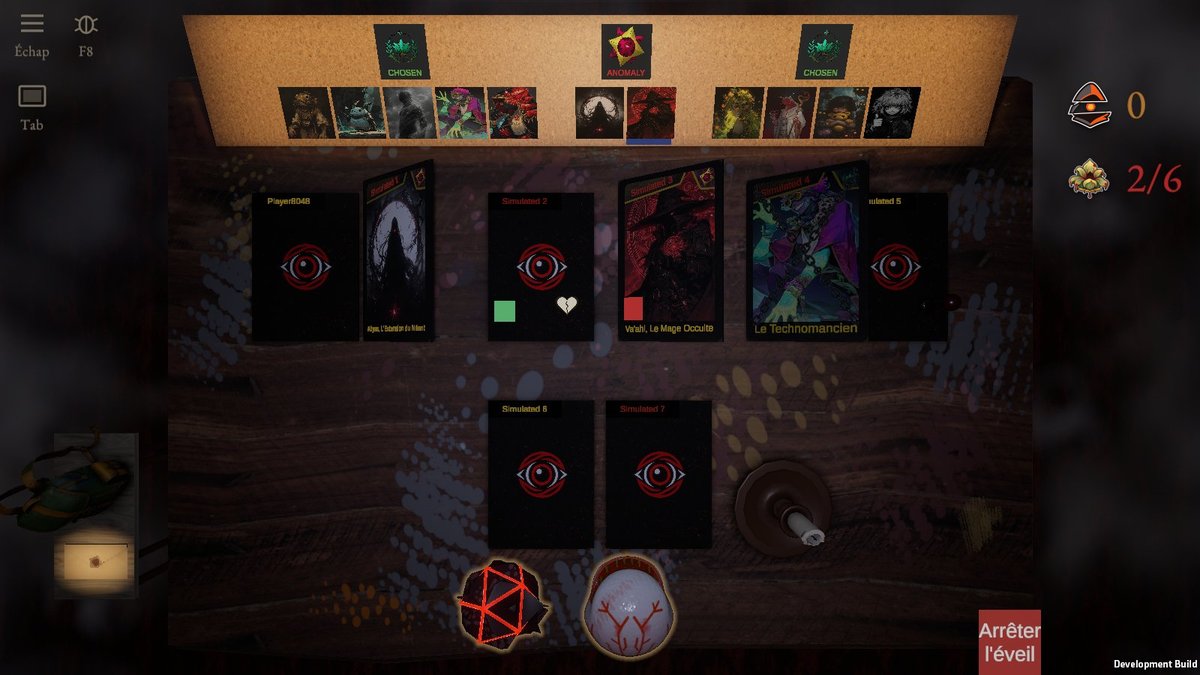 Échap
F8
Tab
CHOSEN
ANOMALY
CHOSEN
0
2/6
Player8048
Simulated 1
Simulated 2
Simulated 3
Simulated 4
ulated 5
Va'ahl, Le Mage Occulte
Le Technomancien
Simulated 6
Simulated 7
Arrêter
l'éveil
Development Build